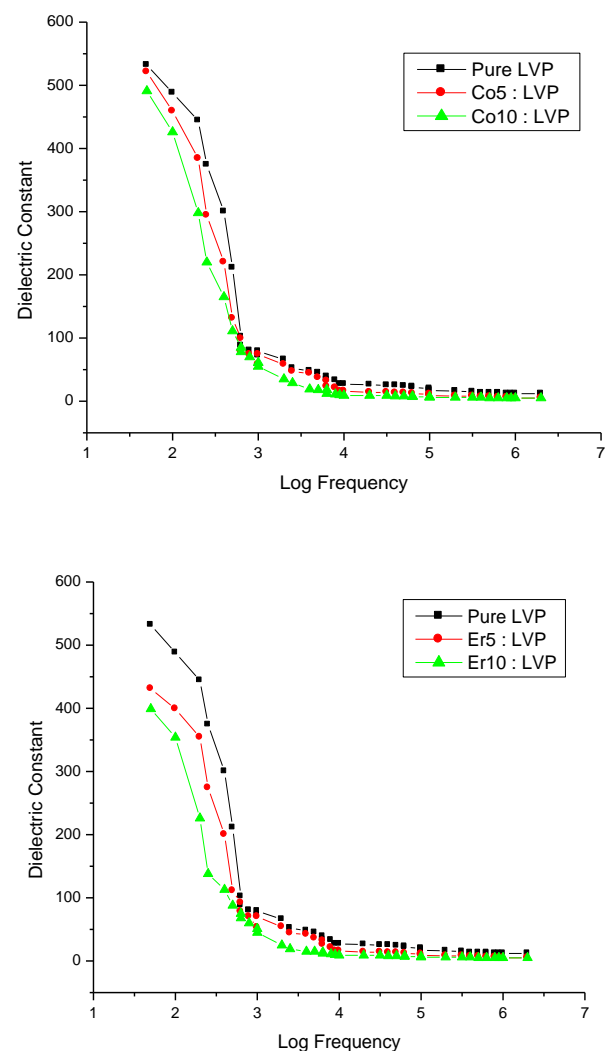 600
500
400
300
200
100
0
Dielectric Constant
Pure LVP
Co5 : LVP
Co10 : LVP
1 2 3 4 5 6 7
Log Frequency
600
500
400
300
200
100
0
Dielectric Constant
Pure LVP
Er5 : LVP
Er10 : LVP
1 2 3 4 5 6 7
Log Frequency